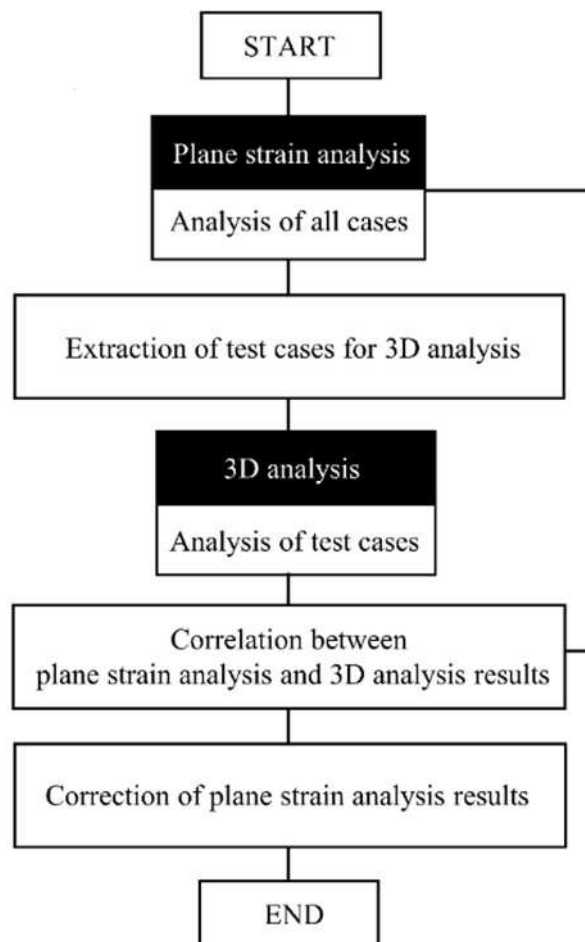 START
Plane strain analysis
Analysis of all cases
Extraction of test cases for 3D analysis
3D analysis
Analysis of test cases
Correlation between
plane strain analysis and 3D analysis results
Correction of plane strain analysis results
END